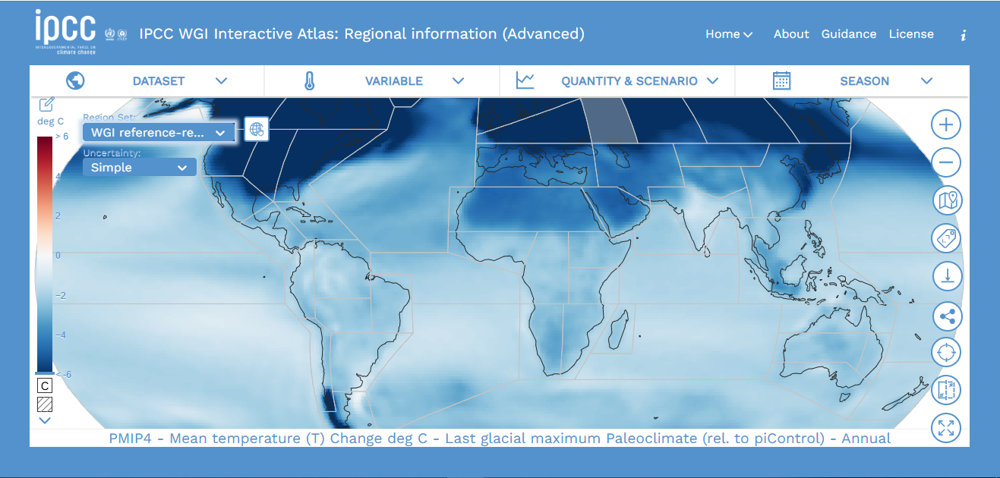 ipcc
INTERGOVERNMENTAL PANEL ON
climate change
IPCC WGI Interactive Atlas: Regional information (Advanced)
Home
About
Guidance
License
i
DATASET
VARIABLE
QUANTITY & SCENARIO
SEASON
deg C
Region Set:
WGI reference-re...
Uncertainty:
Simple
> 6
4
2
0
−2
−4
< -6
C
PMIP4 - Mean temperature (T) Change deg C - Last glacial maximum Paleoclimate (rel. to piControl) - Annual